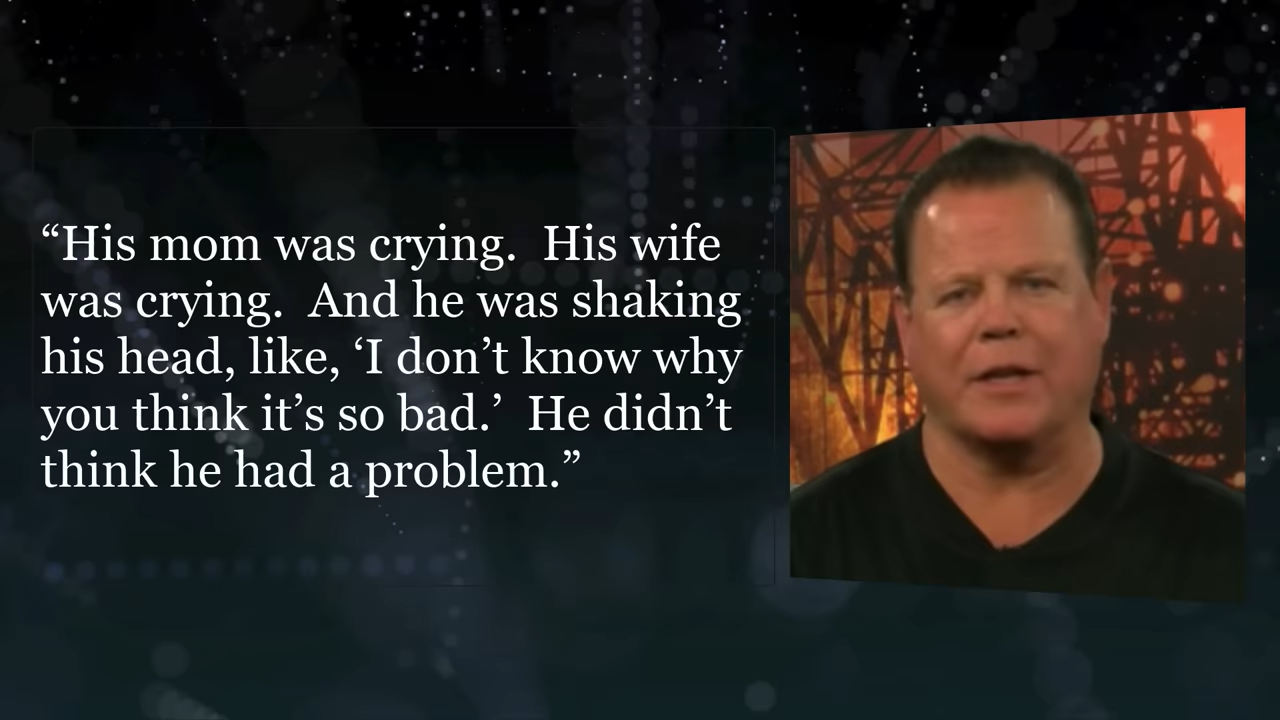 “His mom was crying.  His wife
was crying.  And he was shaking
his head, like, ‘I don’t know why
you think it’s so bad.’  He didn’t
think he had a problem.”